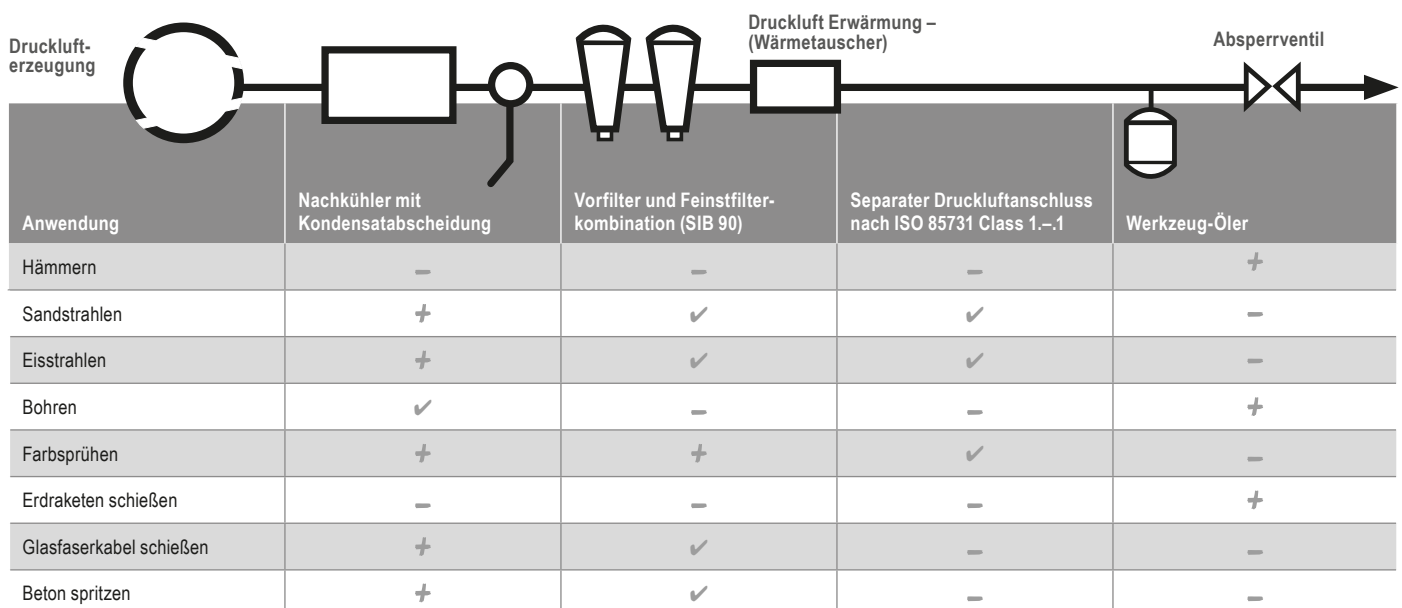 Druckluft-
erzeugung
Druckluft Erwärmung –
(Wärmetauscher)
Absperrventil
Anwendung
Nachkühler mit
Kondensatabscheidung
Vorfilter und Feinstfilter-
kombination (SIB 90)
Separater Druckluftanschluss
nach ISO 85731 Class 1.–.1
Werkzeug-Öler
Hämmern – – – +
Sandstrahlen + ✔ ✔ –
Eisstrahlen + ✔ ✔ –
Bohren ✔ – – +
Farbsprühen + + ✔ –
Erdraketen schießen – – – +
Glasfaserkabel schießen + ✔ – –
Beton spritzen + ✔ – –